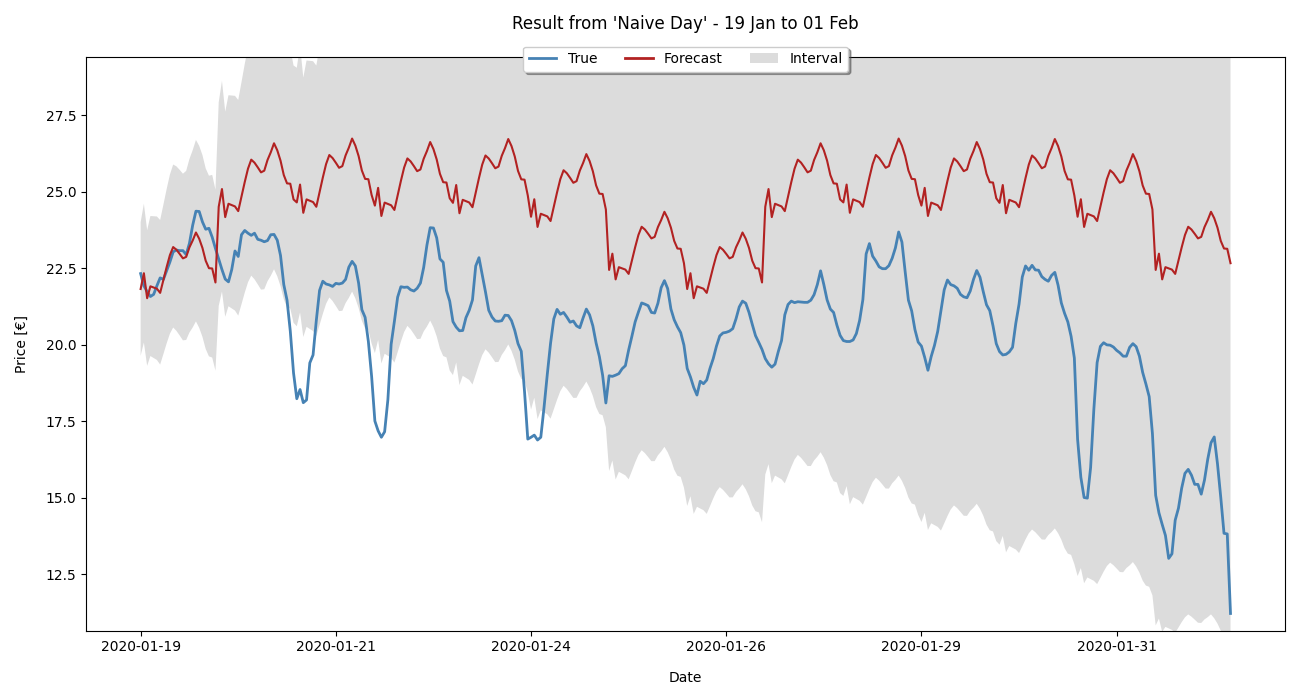 Result from 'Naive Day' - 19 Jan to 01 Feb
True Forecast Interval
27.5
25.0
22.5
20.0
17.5
15.0
12.5
Price [€]
2020-01-19 2020-01-21 2020-01-24 2020-01-26 2020-01-29 2020-01-31
Date